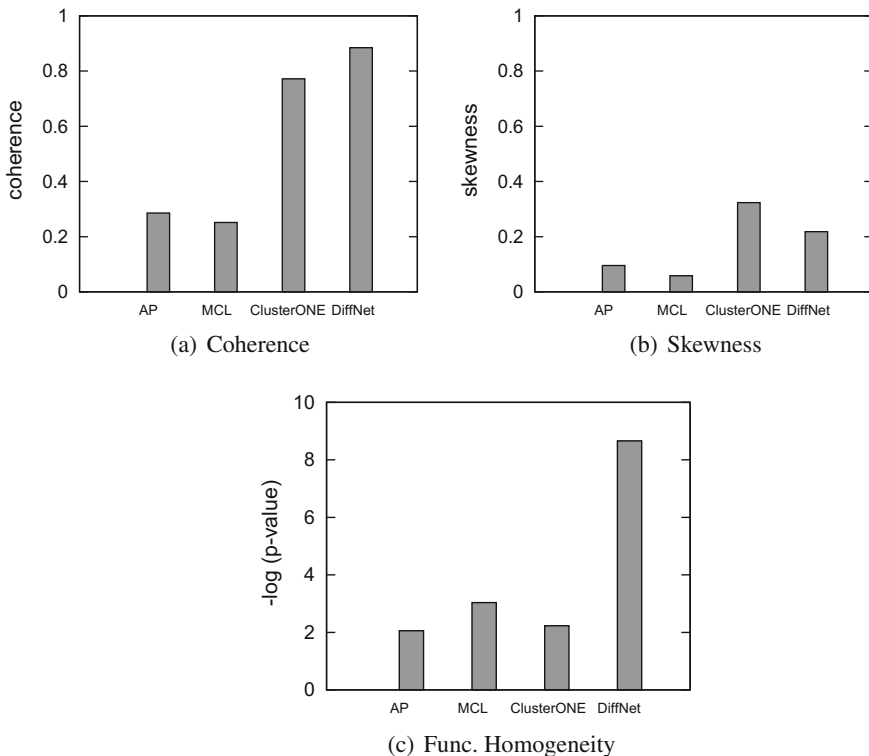 1
0.8
0.6
0.4
0.2
0
coherence
AP MCL ClusterONE DiffNet
(a) Coherence
1
0.8
0.6
0.4
0.2
0
skewness
AP MCL ClusterONE DiffNet
(b) Skewness
10
8
6
4
2
0
-log (p-value)
AP MCL ClusterONE DiffNet
(c) Func. Homogeneity